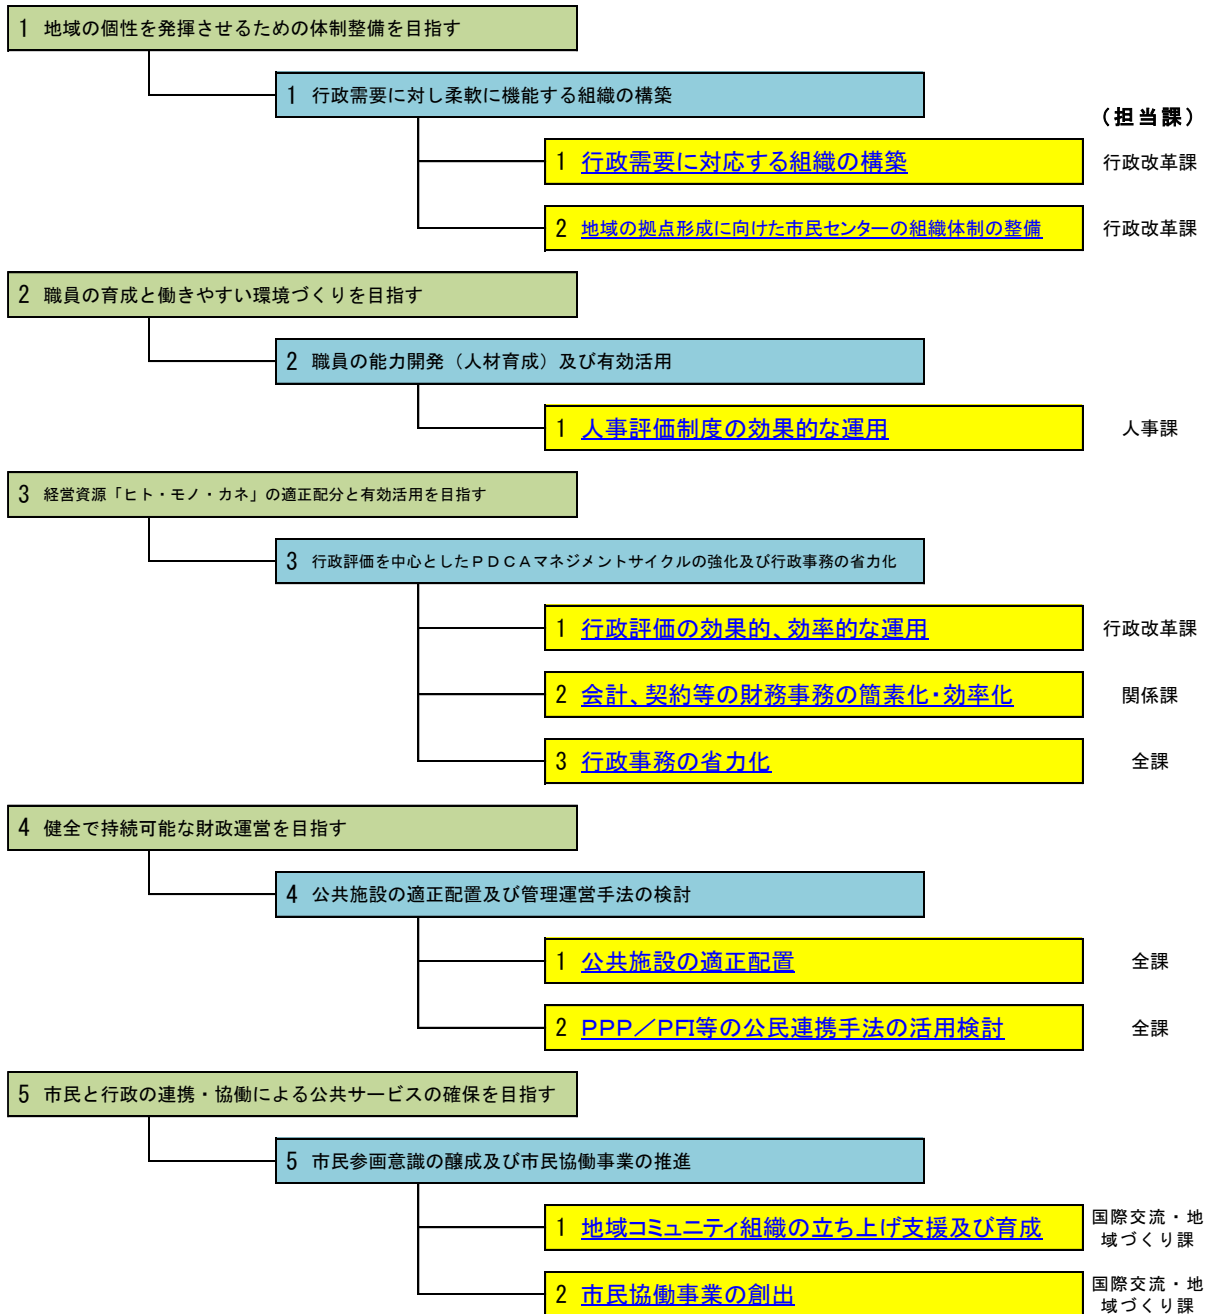 1 地域の個性を発揮させるための体制整備を目指す
1 行政需要に対し柔軟に機能する組織の構築
（担当課）
1 行政需要に対応する組織の構築 行政改革課
2 地域の拠点形成に向けた市民センターの組織体制の整備 行政改革課
2 職員の育成と働きやすい環境づくりを目指す
2 職員の能力開発（人材育成）及び有効活用
1 人事評価制度の効果的な運用 人事課
3 経営資源「ヒト・モノ・カネ」の適正配分と有効活用を目指す
3 行政評価を中心としたＰＤＣＡマネジメントサイクルの強化及び行政事務の省力化
1 行政評価の効果的、効率的な運用 行政改革課
2 会計、契約等の財務事務の簡素化・効率化 関係課
3 行政事務の省力化 全課
4 健全で持続可能な財政運営を目指す
4 公共施設の適正配置及び管理運営手法の検討
1 公共施設の適正配置 全課
2 ＰＰＰ／ＰＦＩ等の公民連携手法の活用検討 全課
5 市民と行政の連携・協働による公共サービスの確保を目指す
5 市民参画意識の醸成及び市民協働事業の推進
1 地域コミュニティ組織の立ち上げ支援及び育成
国際交流・地
域づくり課
2 市民協働事業の創出
国際交流・地
域づくり課